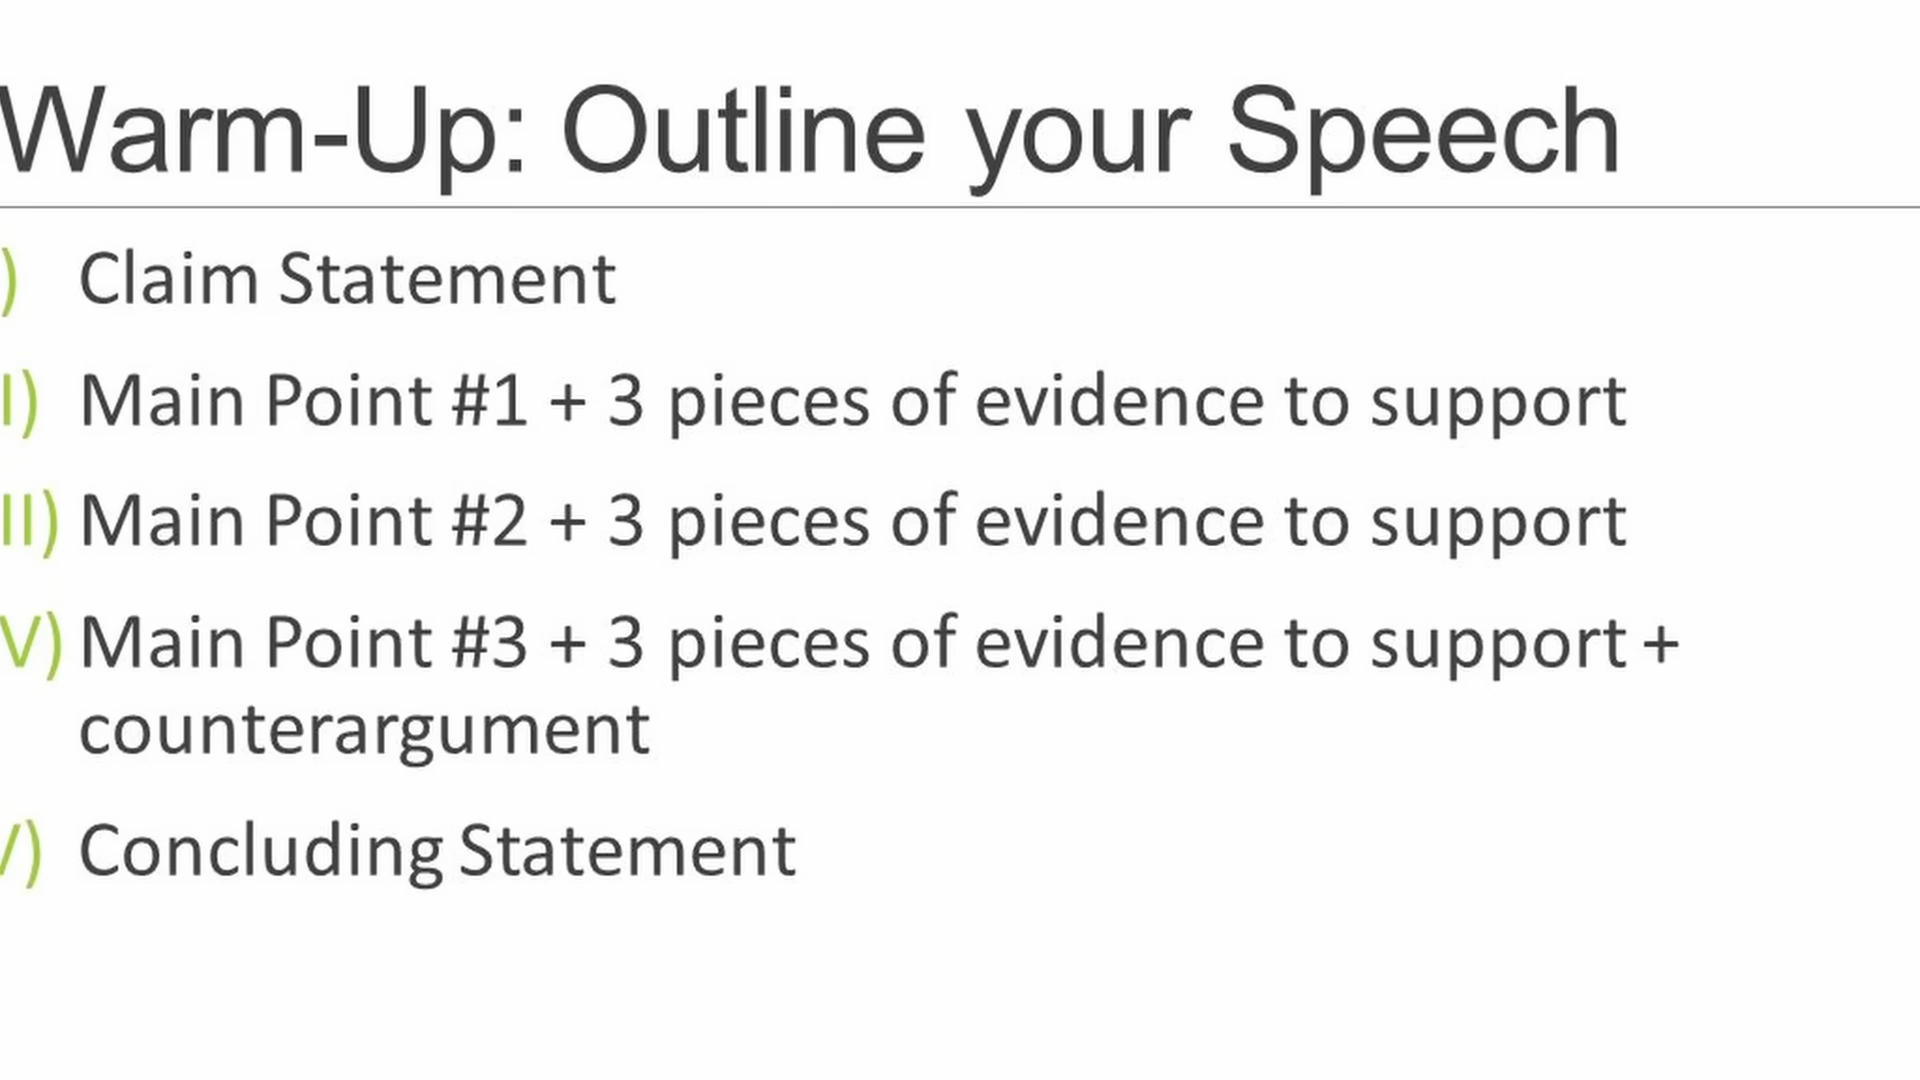 Warm-Up: Outline your Speech
) Claim Statement
I) Main Point #1 + 3 pieces of evidence to support
II) Main Point #2 + 3 pieces of evidence to support
V) Main Point #3 + 3 pieces of evidence to support +
counterargument
V) Concluding Statement